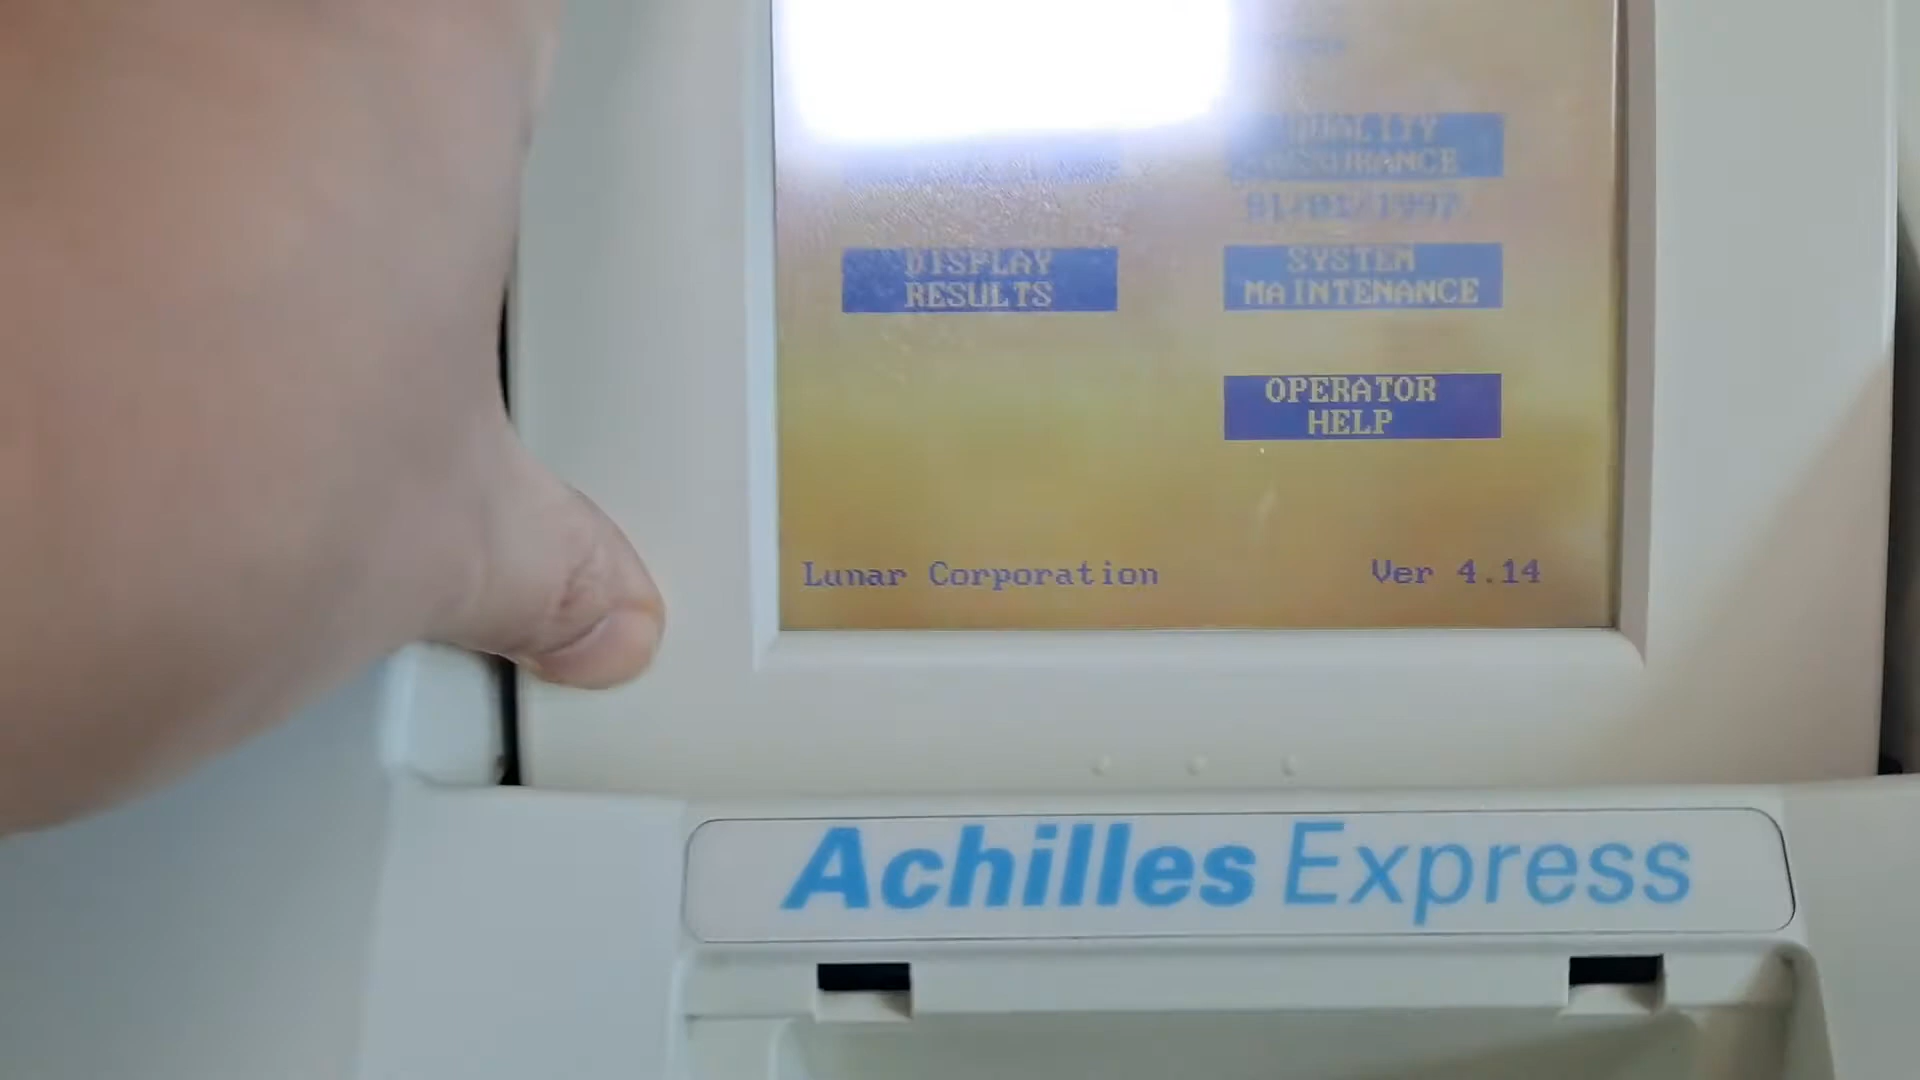 QUALITY
ASSURANCE
01/01/1997
DISPLAY
RESULTS
SYSTEM
MAINTENANCE
OPERATOR
HELP
Lunar Corporation
Ver 4.14
Achilles Express